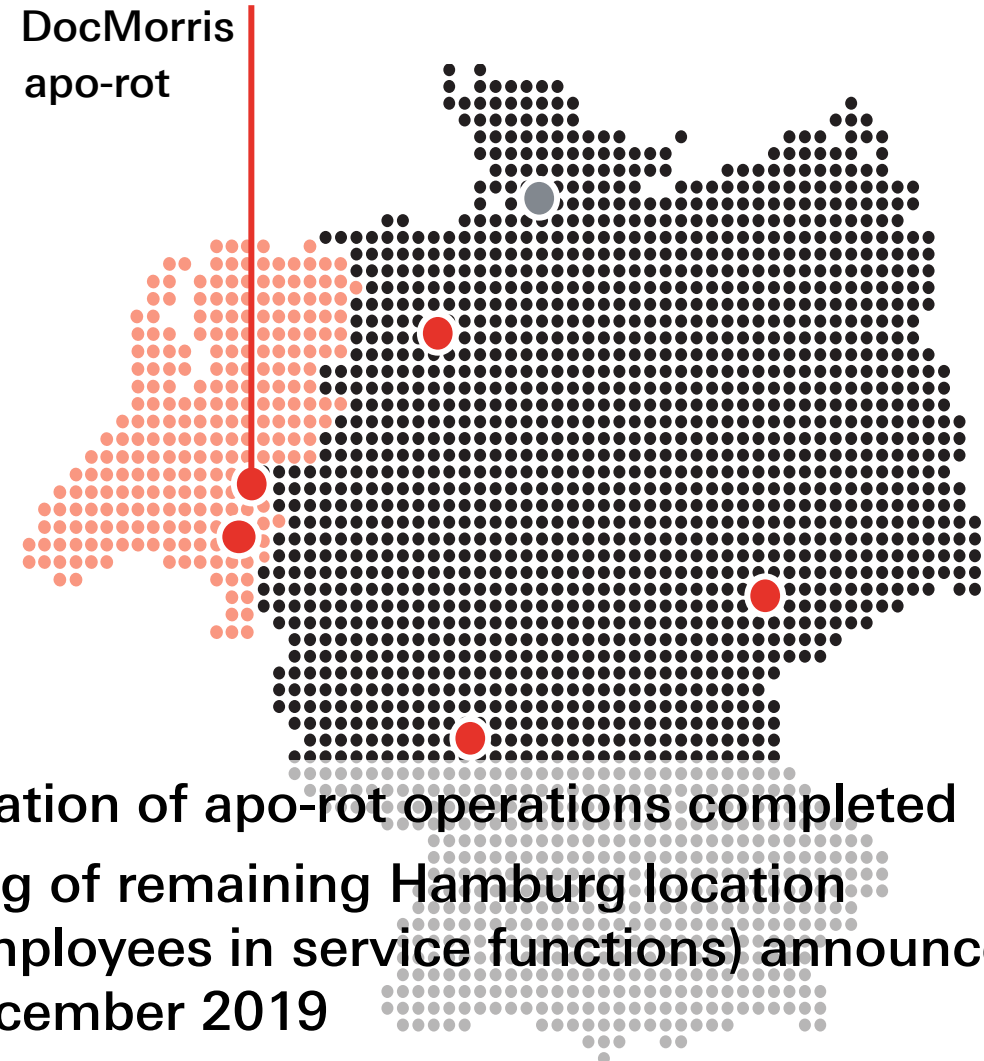 DocMorris
apo-rot
ation of apo-rot operations completed
g of remaining Hamburg location
nployees in service functions) announc
cember 2019